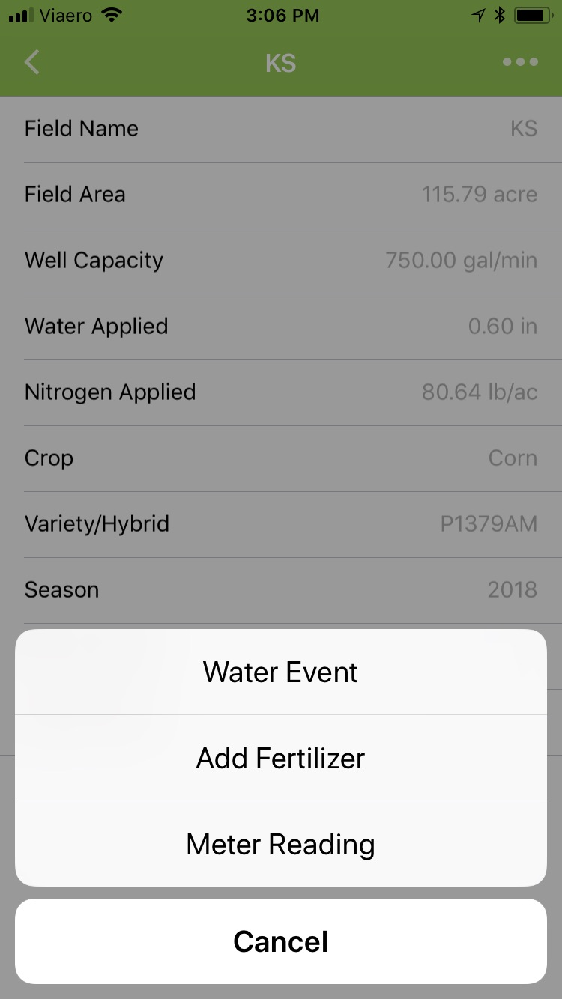 Viaero 3:06 PM
KS
Field Name KS
Field Area 115.79 acre
Well Capacity 750.00 gal/min
Water Applied 0.60 in
Nitrogen Applied 80.64 lb/ac
Crop Corn
Variety/Hybrid P1379AM
Season 2018
Water Event
Add Fertilizer
Meter Reading
Cancel